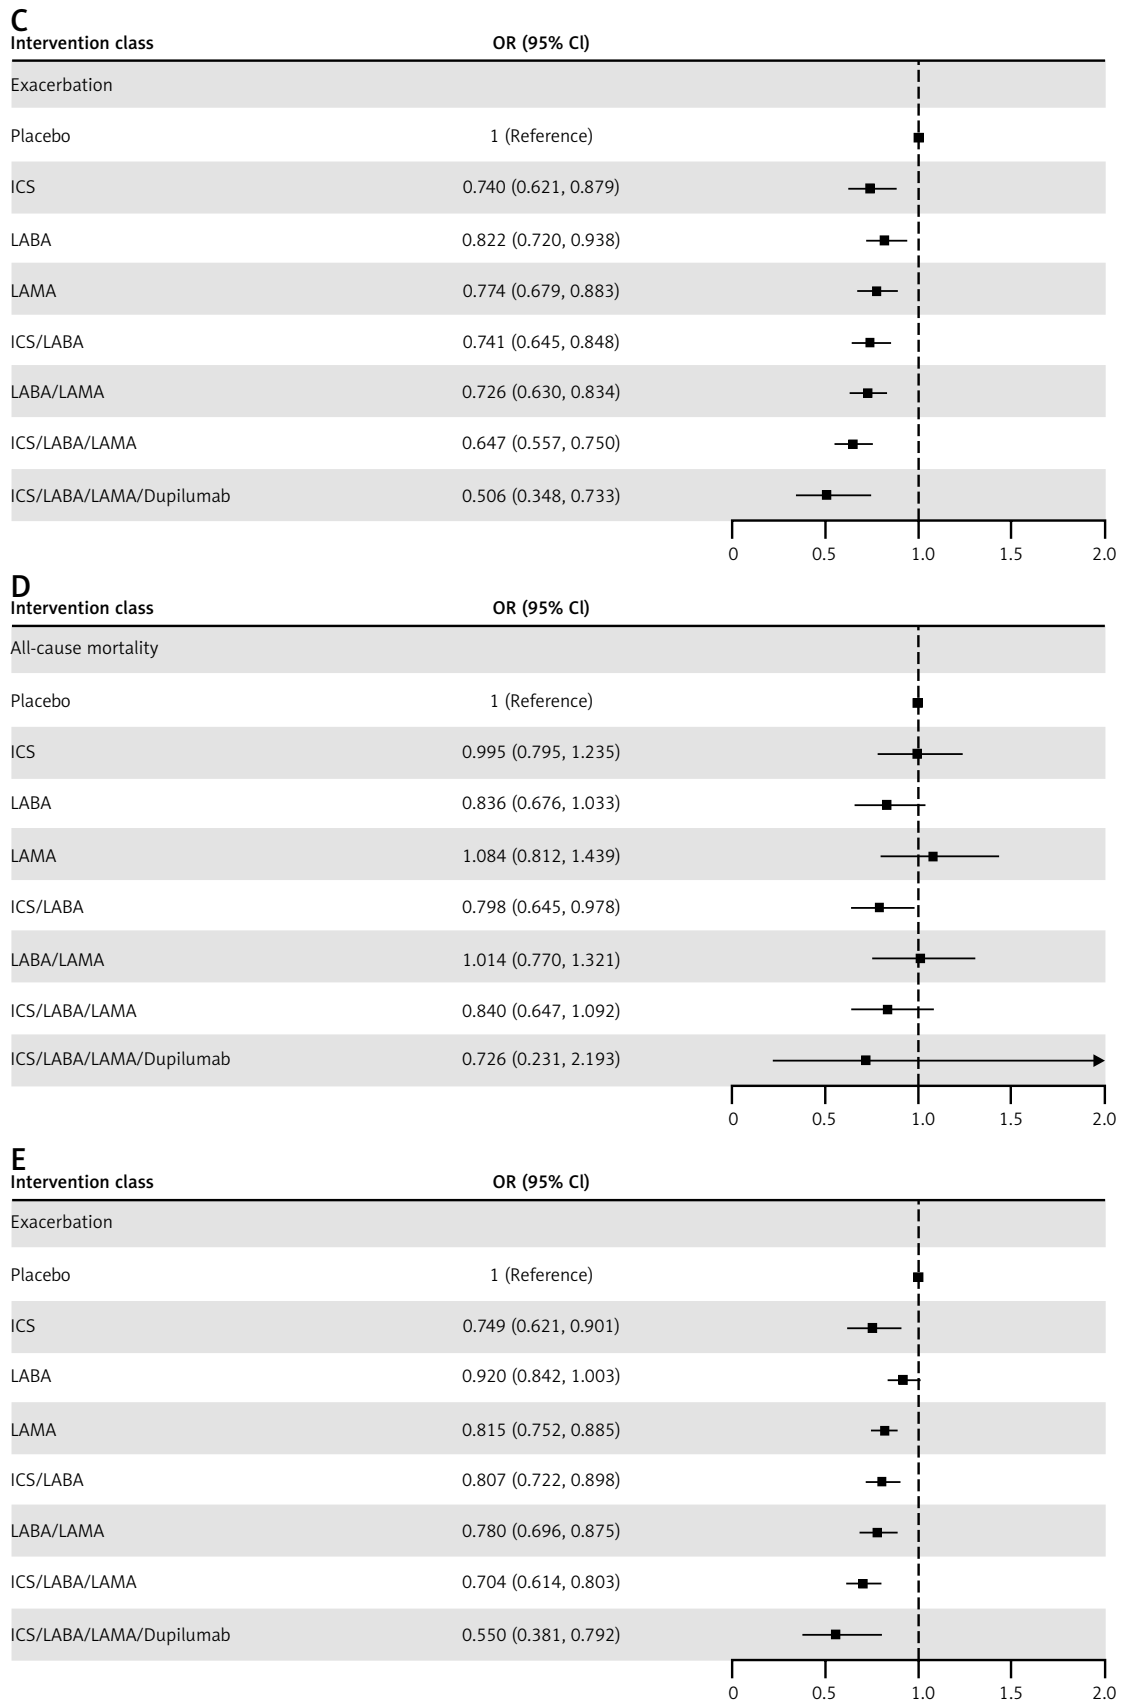 C
Intervention class OR (95% Cl)
Exacerbation
Placebo 1 (Reference)
ICS 0.740 (0.621, 0.879)
LABA 0.822 (0.720, 0.938)
LAMA 0.774 (0.679, 0.883)
ICS/LABA 0.741 (0.645, 0.848)
LABA/LAMA 0.726 (0.630, 0.834)
ICS/LABA/LAMA 0.647 (0.557, 0.750)
ICS/LABA/LAMA/Dupilumab 0.506 (0.348, 0.733)
0 0.5 1.0 1.5 2.0
D
Intervention class OR (95% Cl)
All-cause mortality
Placebo 1 (Reference)
ICS 0.995 (0.795, 1.235)
LABA 0.836 (0.676, 1.033)
LAMA 1.084 (0.812, 1.439)
ICS/LABA 0.798 (0.645, 0.978)
LABA/LAMA 1.014 (0.770, 1.321)
ICS/LABA/LAMA 0.840 (0.647, 1.092)
ICS/LABA/LAMA/Dupilumab 0.726 (0.231, 2.193)
0 0.5 1.0 1.5 2.0
E
Intervention class OR (95% Cl)
Exacerbation
Placebo 1 (Reference)
ICS 0.749 (0.621, 0.901)
LABA 0.920 (0.842, 1.003)
LAMA 0.815 (0.752, 0.885)
ICS/LABA 0.807 (0.722, 0.898)
LABA/LAMA 0.780 (0.696, 0.875)
ICS/LABA/LAMA 0.704 (0.614, 0.803)
ICS/LABA/LAMA/Dupilumab 0.550 (0.381, 0.792)
0 0.5 1.0 1.5 2.0